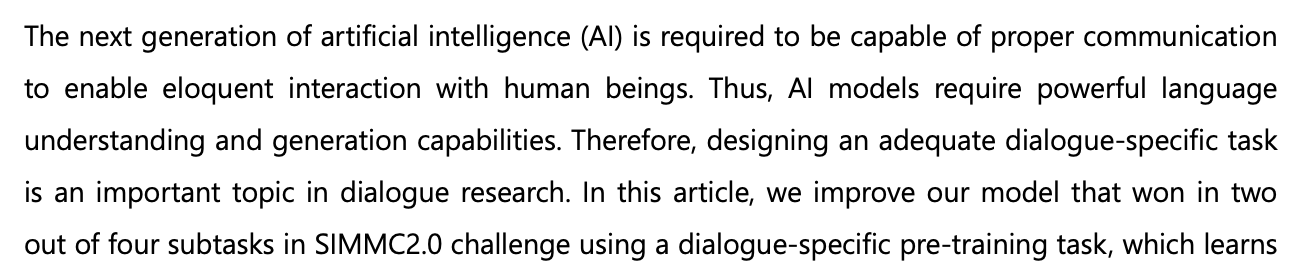 The next generation of artificial intelligence (AI) is required to be capable of proper communication
to enable eloquent interaction with human beings. Thus, AI models require powerful language
understanding and generation capabilities. Therefore, designing an adequate dialogue-specific task
is an important topic in dialogue research. In this article, we improve our model that won in two
out of four subtasks in SIMMC2.0 challenge using a dialogue-specific pre-training task, which learns